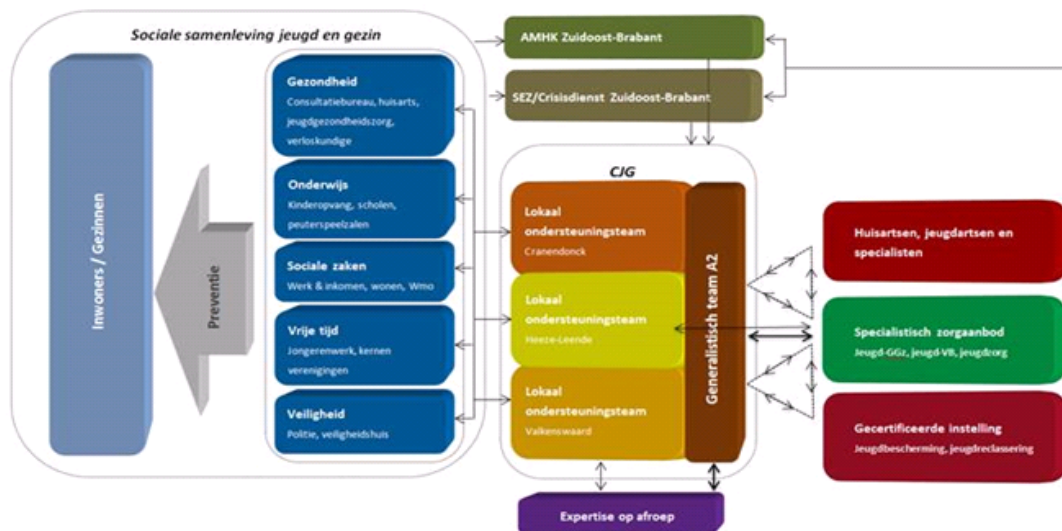 Sociale samenleving jeugd en gezin
Inwoners / Gezinnen
Preventie
Gezondheid
Consultatiebureau, huisarts,
jeugdgezondheidszorg,
verloskundige
Onderwijs
Kinderopvang, scholen,
peuterspeelzalen
Sociale zaken
Werk & inkomen, wonen, Wmo
Vrije tijd
Jongerenwerk, kernen
verenigingen
Veiligheid
Politie, veiligheidshuis
AMHK Zuidoost-Brabant
SEZ/Crisisdienst Zuidoost-Brabant
CJG
Lokaal
ondersteuningsteam
Cranendonck
Lokaal
ondersteuningsteam
Heeze-Leende
Lokaal
ondersteuningsteam
Valkenswaard
Generalistisch team A2
Expertise op afroep
Huisartsen, jeugdartsen en
specialisten
Specialistisch zorgaanbod
Jeugd-GGz, jeugd-VB, jeugdzorg
Gecertificeerde instelling
Jeugdbescherming, jeugdreclassering